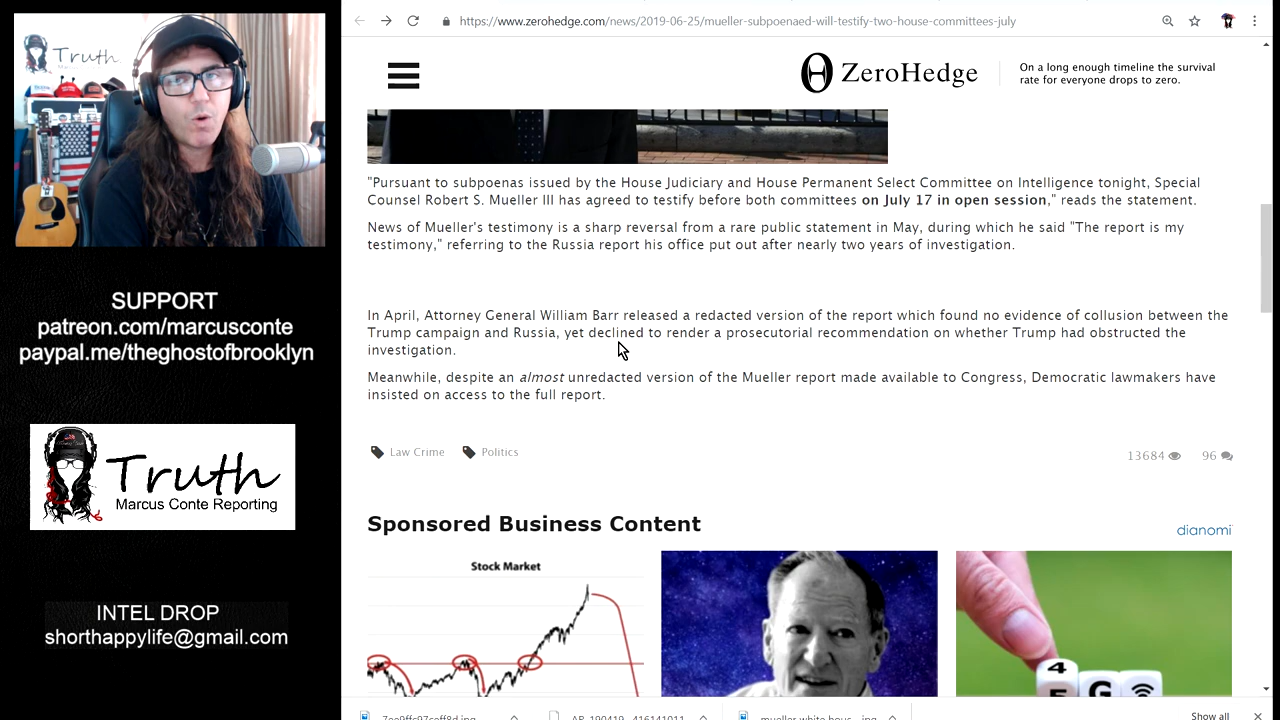 Truth
SUPPORT
patreon.com/marcusconte
paypal.me/theghostofbrooklyn
Truth
Marcus Conte Reporting
INTEL DROP
shorthappylife@gmail.com
https://www.zerohedge.com/news/2019-06-25/mueller-subpoenaed-will-testify-two-house-committees-july
ZeroHedge
On a long enough timeline the survival
rate for everyone drops to zero.
"Pursuant to subpoenas issued by the House Judiciary and House Permanent Select Committee on Intelligence tonight, Special
Counsel Robert S. Mueller III has agreed to testify before both committees on July 17 in open session," reads the statement.
News of Mueller's testimony is a sharp reversal from a rare public statement in May, during which he said "The report is my
testimony," referring to the Russia report his office put out after nearly two years of investigation.
In April, Attorney General William Barr released a redacted version of the report which found no evidence of collusion between the
Trump campaign and Russia, yet declined to render a prosecutorial recommendation on whether Trump had obstructed the
investigation.
Meanwhile, despite an almost unredacted version of the Mueller report made available to Congress, Democratic lawmakers have
insisted on access to the full report.
Law Crime Politics
13684 96
Sponsored Business Content
dianomi
Stock Market
4
5 G
Show all